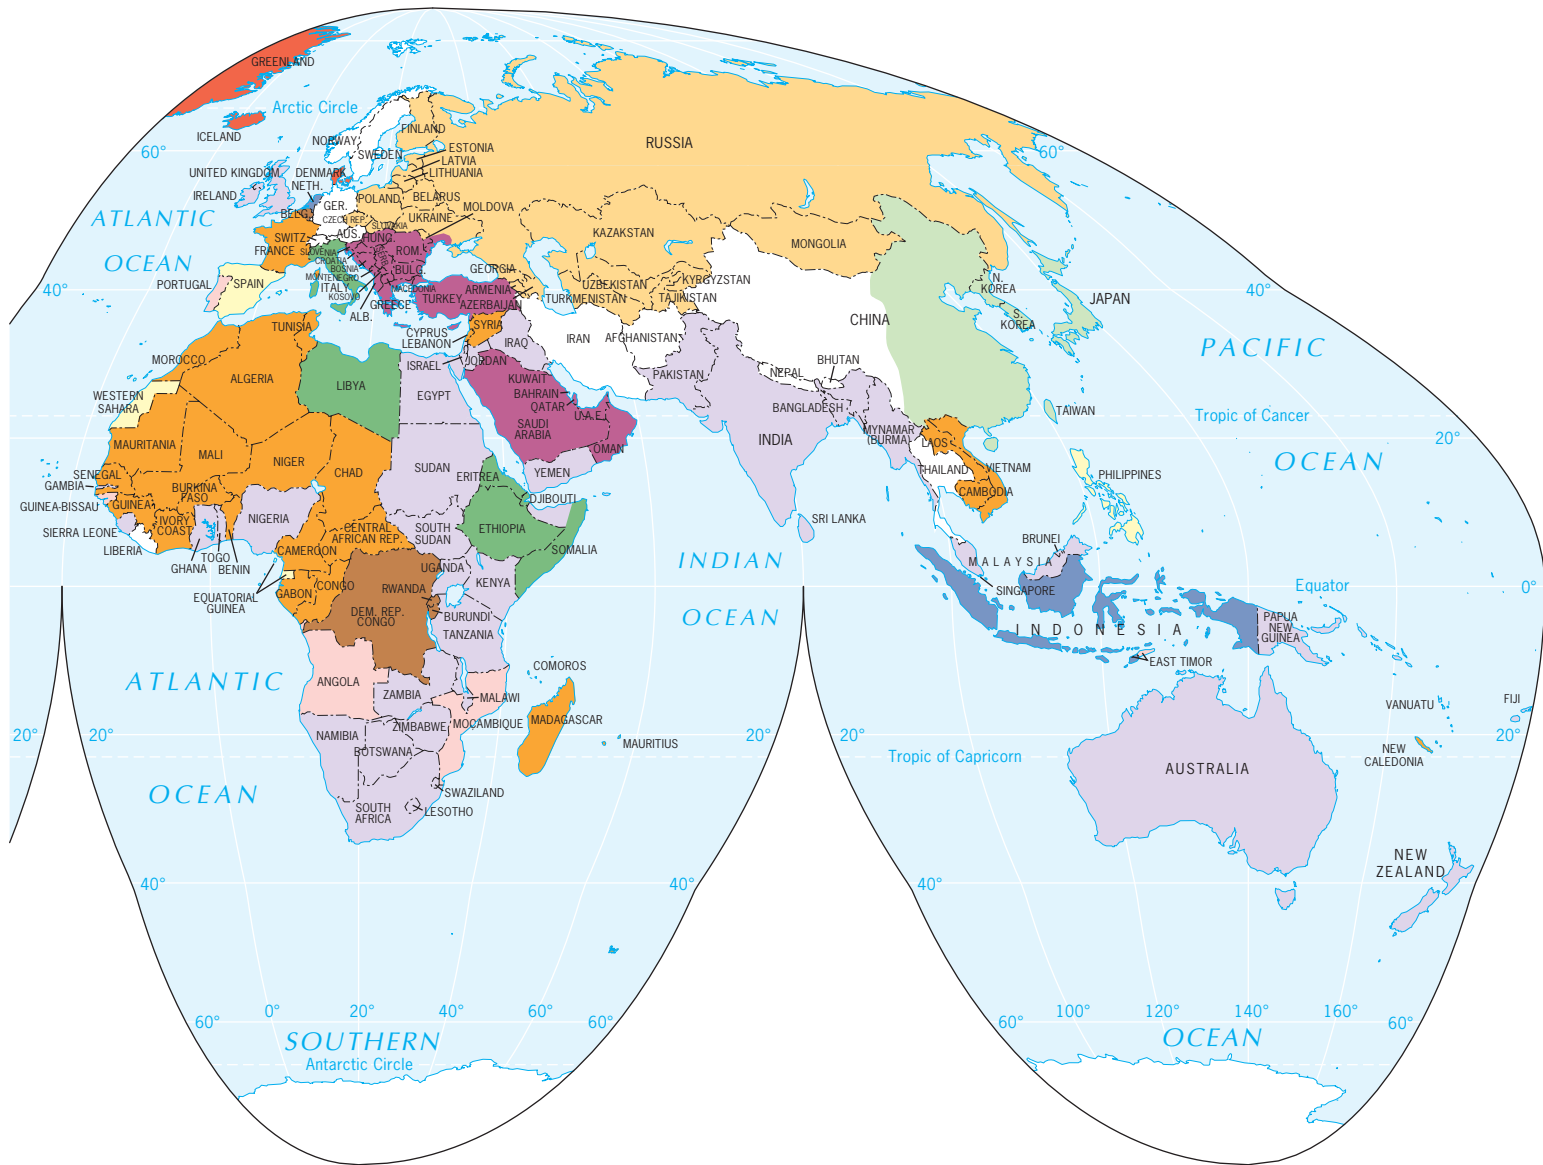 GREENLAND
Arctic Circle
ICELAND
60°
NORWAY
FINLAND
SWEDEN
ESTONIA
LATVIA
LITHUANIA
RUSSIA
60°
UNITED KINGDOM
DENMARK
NETH.
IRELAND
GER.
POLAND
BELARUS
BELG.
CZECH REP.
SLOVAKIA
UKRAINE
MOLDOVA
ATLANTIC
OCEAN
SWITZ.
AUS.
HUNG.
FRANCE
SLOVENIA
CROATIA
BOSNIA
MONTENEGRO
ITALY
KOSOVO
ROM.
BULG.
MACEDONIA
SERB.
GREECE
ALB.
PORTUGAL
SPAIN
40°
TURKEY
GEORGIA
ARMENIA
AZERBAIJAN
KAZAKSTAN
MONGOLIA
UZBEKISTAN
TURKMENISTAN
KYRGYZSTAN
TAJIKISTAN
N.
KOREA
S.
KOREA
JAPAN
40°
CHINA
TUNISIA
CYPRUS
LEBANON
SYRIA
ISRAEL
IRAQ
JORDAN
IRAN
AFGHANISTAN
MOROCCO
ALGERIA
LIBYA
EGYPT
KUWAIT
BAHRAIN
QATAR
U.A.E.
SAUDI
ARABIA
OMAN
YEMEN
PAKISTAN
NEPAL
BHUTAN
BANGLADESH
INDIA
MYNAMAR
(BURMA)
LAOS
THAILAND
VIETNAM
CAMBODIA
TAIWAN
PHILIPPINES
PACIFIC
OCEAN
Tropic of Cancer
20°
WESTERN
SAHARA
MAURITANIA
MALI
NIGER
CHAD
SUDAN
ERITREA
DJIBOUTI
SENEGAL
GAMBIA
GUINEA-BISSAU
GUINEA
BURKINA
FASO
SIERRA LEONE
LIBERIA
IVORY
COAST
GHANA
TOGO
BENIN
NIGERIA
CAMEROON
CENTRAL
AFRICAN REP.
SOUTH
SUDAN
ETHIOPIA
SOMALIA
EQUATORIAL
GUINEA
GABON
CONGO
DEM. REP.
CONGO
UGANDA
RWANDA
BURUNDI
KENYA
TANZANIA
SRI LANKA
INDIAN
OCEAN
BRUNEI
MALAYSIA
SINGAPORE
INDONESIA
EAST TIMOR
PAPUA
NEW
GUINEA
Equator
0°
ATLANTIC
OCEAN
ANGOLA
ZAMBIA
MALAWI
COMOROS
MOCAMBIQUE
MADAGASCAR
MAURITIUS
ZIMBABWE
NAMIBIA
BOTSWANA
SWAZILAND
LESOTHO
SOUTH
AFRICA
20°
20°
20°
20°
Tropic of Capricorn
AUSTRALIA
VANUATU
FIJI
NEW
CALEDONIA
20°
NEW
ZEALAND
40°
40°
40°
60°
0°
20°
40°
60°
60°
SOUTHERN
Antarctic Circle
60°
100°
120°
140°
160°
60°
OCEAN